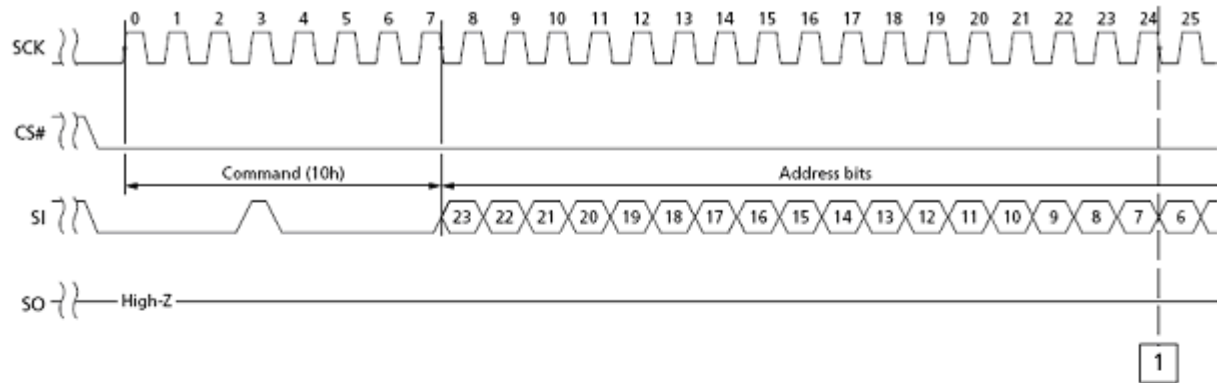 0 1 2 3 4 5 6 7 8 9 10 11 12 13 14 15 16 17 18 19 20 21 22 23 24 25
SCK
CS#
Command (10h) Address bits
SI 23 22 21 20 19 18 17 16 15 14 13 12 11 10 9 8 7 6
SO High-Z
1